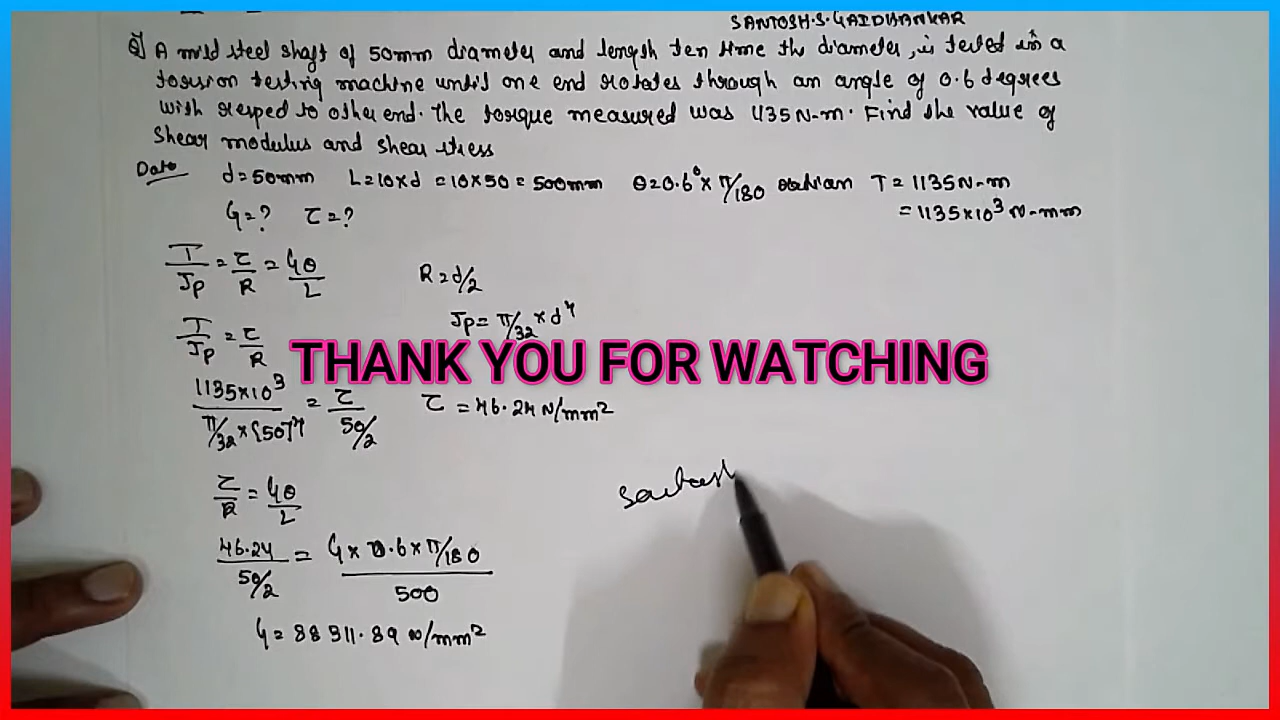 SANTOSH.S.GAIDHANKAR
Q] A mild steel shaft of 50mm diameter and length ten time the diameter, is tested in a
torsion testing machine until one end rotates through an angle of 0.6 degrees
with respect to other end. The torque measured was 1135N-m. Find the value of
Shear modulus and shear stress
Data d=50mm L=10×d =10×50=500mm θ=0.6°×π/180 radian T=1135N-m
=1135×10³ N-mm
G=? τ=?
T/Jp = τ/R = Gθ/L R=d/2
Jp=π/32×d⁴
T/Jp = τ/R
THANK YOU FOR WATCHING
1135×10³/π/32×[50]⁴ = τ/50/2 τ=46.24N/mm²
τ/R = Gθ/L
46.24/50/2 = G×0.6×π/180/500
G=88311.89 N/mm²